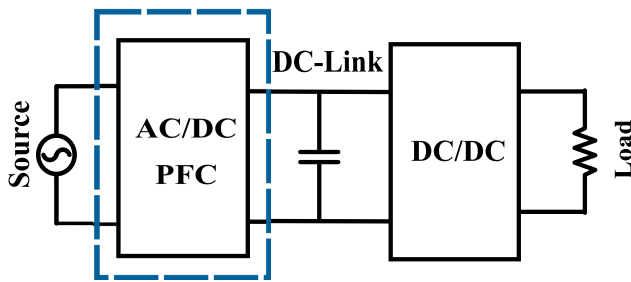 Source
AC/DC
PFC
DC-Link
DC/DC
Load